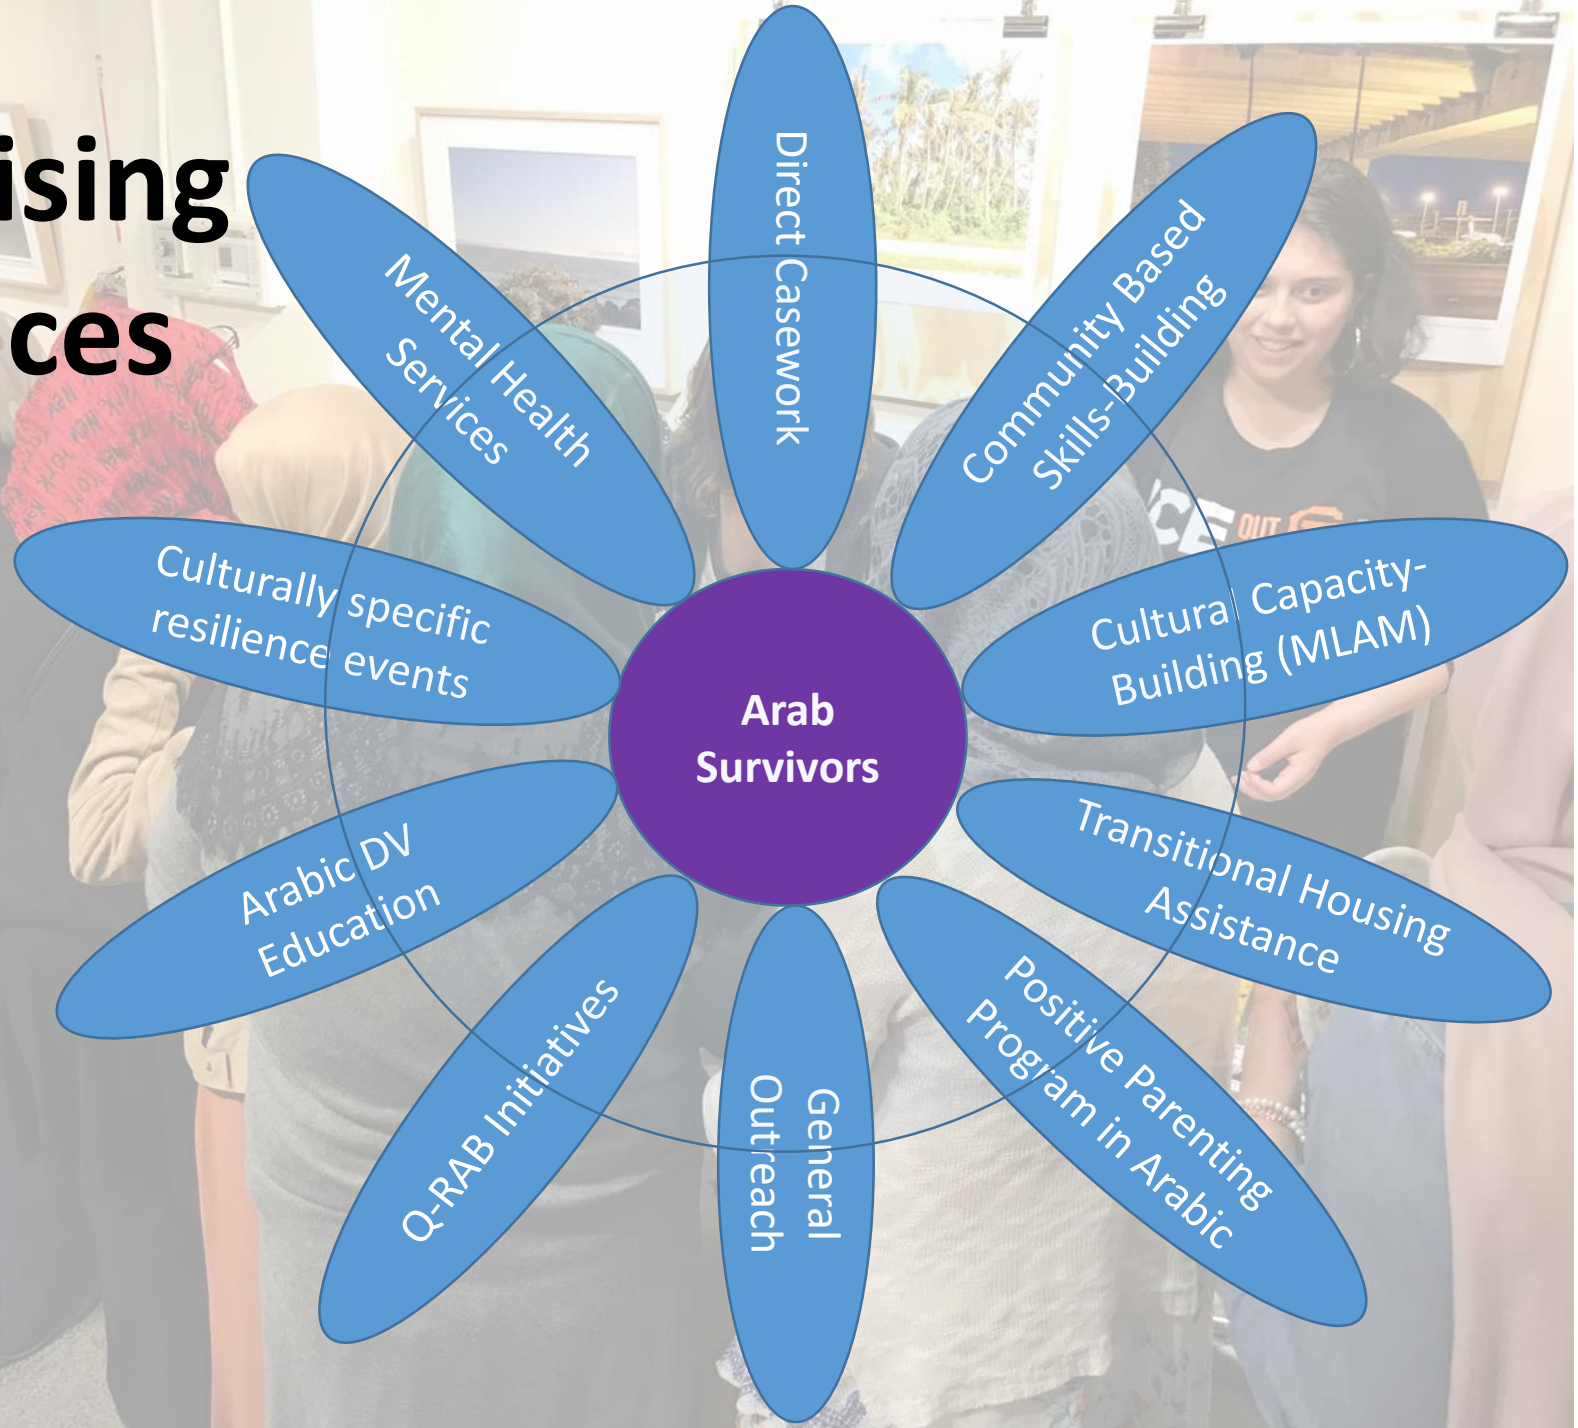 ising
ces
Direct Casework
Community Based
Skills-Building
Cultural Capacity-
Building (MLAM)
Transitional Housing
Assistance
Positive Parenting
Program in Arabic
General
Outreach
Q-RAB Initiatives
Arabic DV
Education
Culturally specific
resilience events
Mental Health
Services
Arab
Survivors
OUT